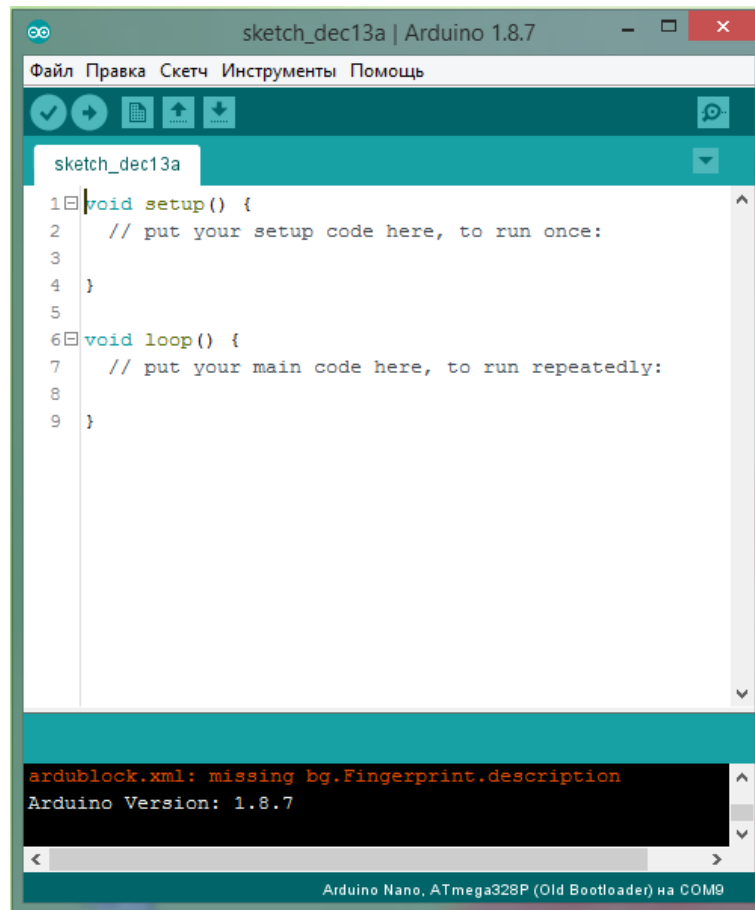 sketch_dec13a | Arduino 1.8.7
Файл Правка Скетч Инструменты Помощь
sketch_dec13a
1 void setup() {
2 // put your setup code here, to run once:
3
4 }
5
6 void loop() {
7 // put your main code here, to run repeatedly:
8
9 }
ardublock.xml: missing bg.Fingerprint.description
Arduino Version: 1.8.7
Arduino Nano, ATmega328P (Old Bootloader) на COM9